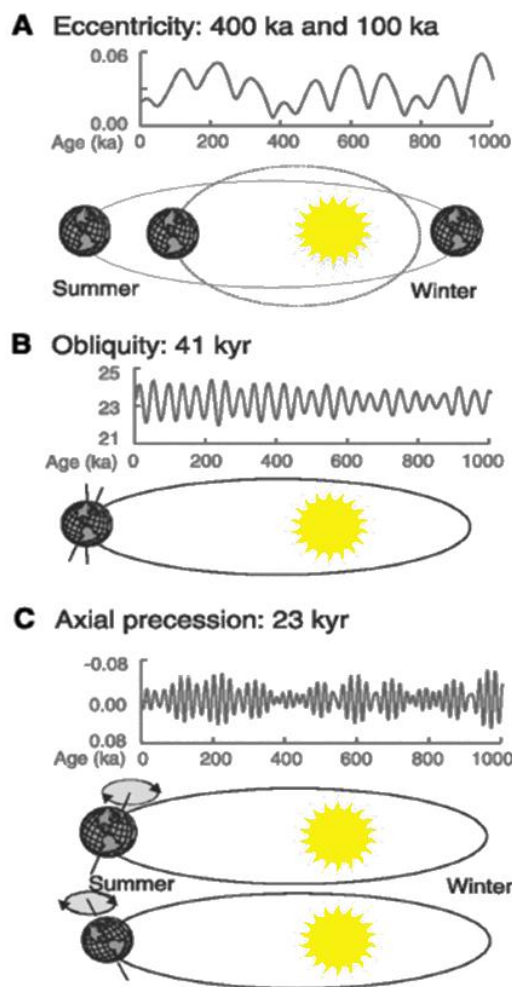 A Eccentricity: 400 ka and 100 ka
0.06
0.00
Age (ka) 0 200 400 600 800 1000
Summer Winter
B Obliquity: 41 kyr
25
23
21
Age (ka) 0 200 400 600 800 1000
C Axial precession: 23 kyr
-0.08
0.00
0.08
Age (ka) 0 200 400 600 800 1000
Summer Winter